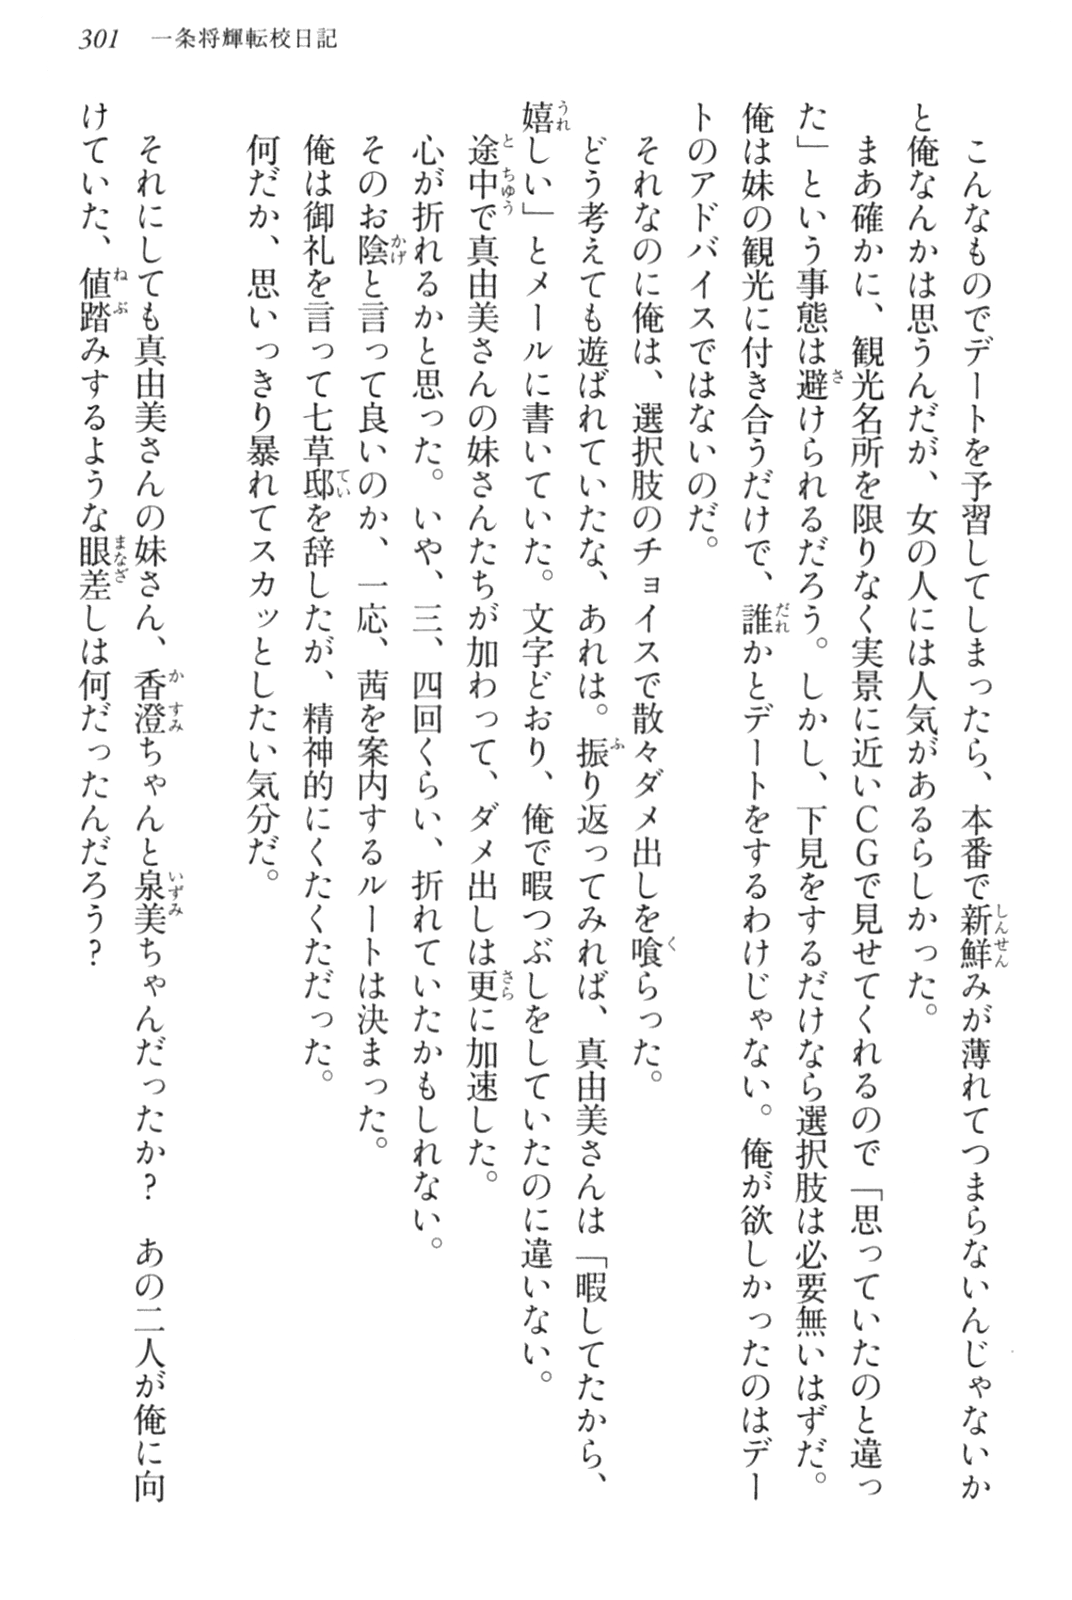 301　一条将輝転校日記
　こんなものでデートを予習してしまったら、本番で新鮮みが薄れてつまらないんじゃないか
と俺なんかは思うんだが、女の人には人気があるらしかった。
　まあ確かに、観光名所を限りなく実景に近いＣＧで見せてくれるので「思っていたのと違っ
た」という事態は避けられるだろう。しかし、下見をするだけなら選択肢は必要無いはずだ。
俺は妹の観光に付き合うだけで、誰かとデートをするわけじゃない。俺が欲しかったのはデー
トのアドバイスではないのだ。
　それなのに俺は、選択肢のチョイスで散々ダメ出しを喰らった。
　どう考えても遊ばれていたな、あれは。振り返ってみれば、真由美さんは「暇してたから、
嬉しい」とメールに書いていた。文字どおり、俺で暇つぶしをしていたのに違いない。
　途中で真由美さんの妹さんたちが加わって、ダメ出しは更に加速した。
　心が折れるかと思った。いや、三、四回くらい、折れていたかもしれない。
　そのお陰と言って良いのか、一応、茜を案内するルートは決まった。
　俺は御礼を言って七草邸を辞したが、精神的にくたくただった。
　何だか、思いっきり暴れてスカッとしたい気分だ。
　それにしても真由美さんの妹さん、香澄ちゃんと泉美ちゃんだったか？　あの二人が俺に向
けていた、値踏みするような眼差しは何だったんだろう？